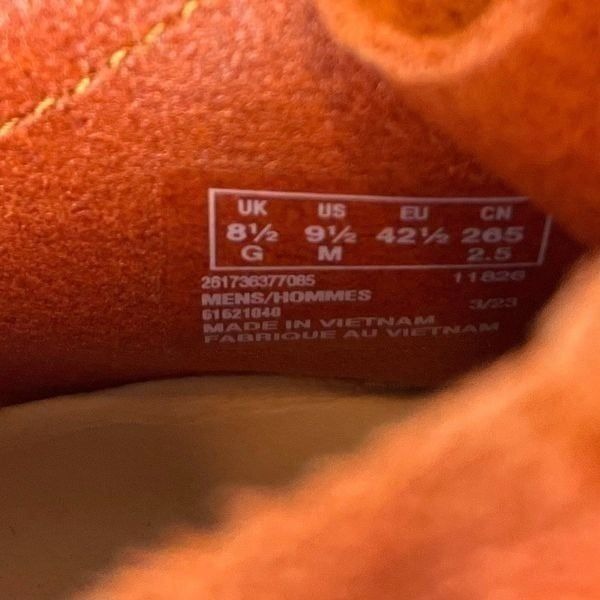 UK US EU CN
8½ 9½ 42½ 265
G M 2.5
261736377085 11826
MENS/HOMMES 3/23
61621040
MADE IN VIETNAM
FABRIQUE AU VIETNAM